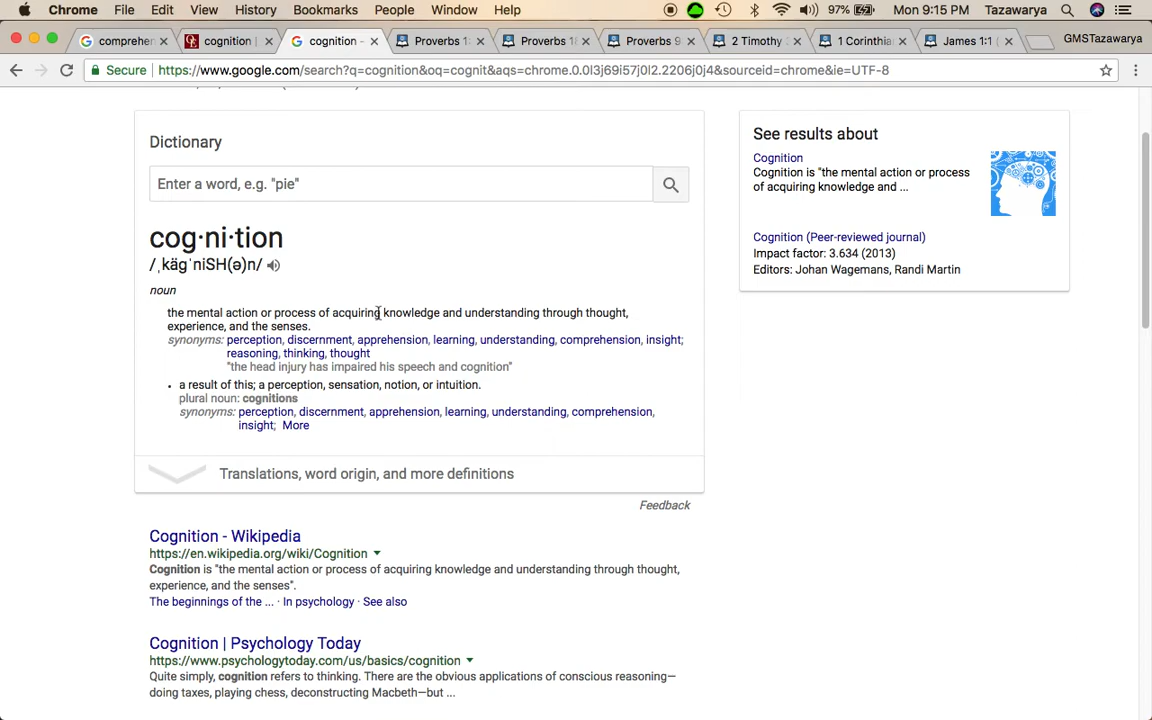 Chrome File Edit View History Bookmarks People Window Help 97% Mon 9:15 PM Tazawarya
comprehen cognition | cognition - Proverbs 1: Proverbs 18 Proverbs 9: 2 Timothy 1 Corinthia James 1:1 ( GMSTazawarya
Secure https://www.google.com/search?q=cognition&oq=cognit&aqs=chrome.0.0l3j69i57j0l2.2206j0j4&sourceid=chrome&ie=UTF-8
Dictionary
Enter a word, e.g. "pie"
cog·ni·tion
/ˌkäɡˈniSH(ə)n/
noun
the mental action or process of acquiring knowledge and understanding through thought,
experience, and the senses.
synonyms: perception, discernment, apprehension, learning, understanding, comprehension, insight;
reasoning, thinking, thought
"the head injury has impaired his speech and cognition"
• a result of this; a perception, sensation, notion, or intuition.
plural noun: cognitions
synonyms: perception, discernment, apprehension, learning, understanding, comprehension,
insight; More
Translations, word origin, and more definitions
Feedback
Cognition - Wikipedia
https://en.wikipedia.org/wiki/Cognition
Cognition is "the mental action or process of acquiring knowledge and understanding through thought,
experience, and the senses".
The beginnings of the ... · In psychology · See also
Cognition | Psychology Today
https://www.psychologytoday.com/us/basics/cognition
Quite simply, cognition refers to thinking. There are the obvious applications of conscious reasoning—
doing taxes, playing chess, deconstructing Macbeth—but ...
See results about
Cognition
Cognition is "the mental action or process
of acquiring knowledge and ...
Cognition (Peer-reviewed journal)
Impact factor: 3.634 (2013)
Editors: Johan Wagemans, Randi Martin